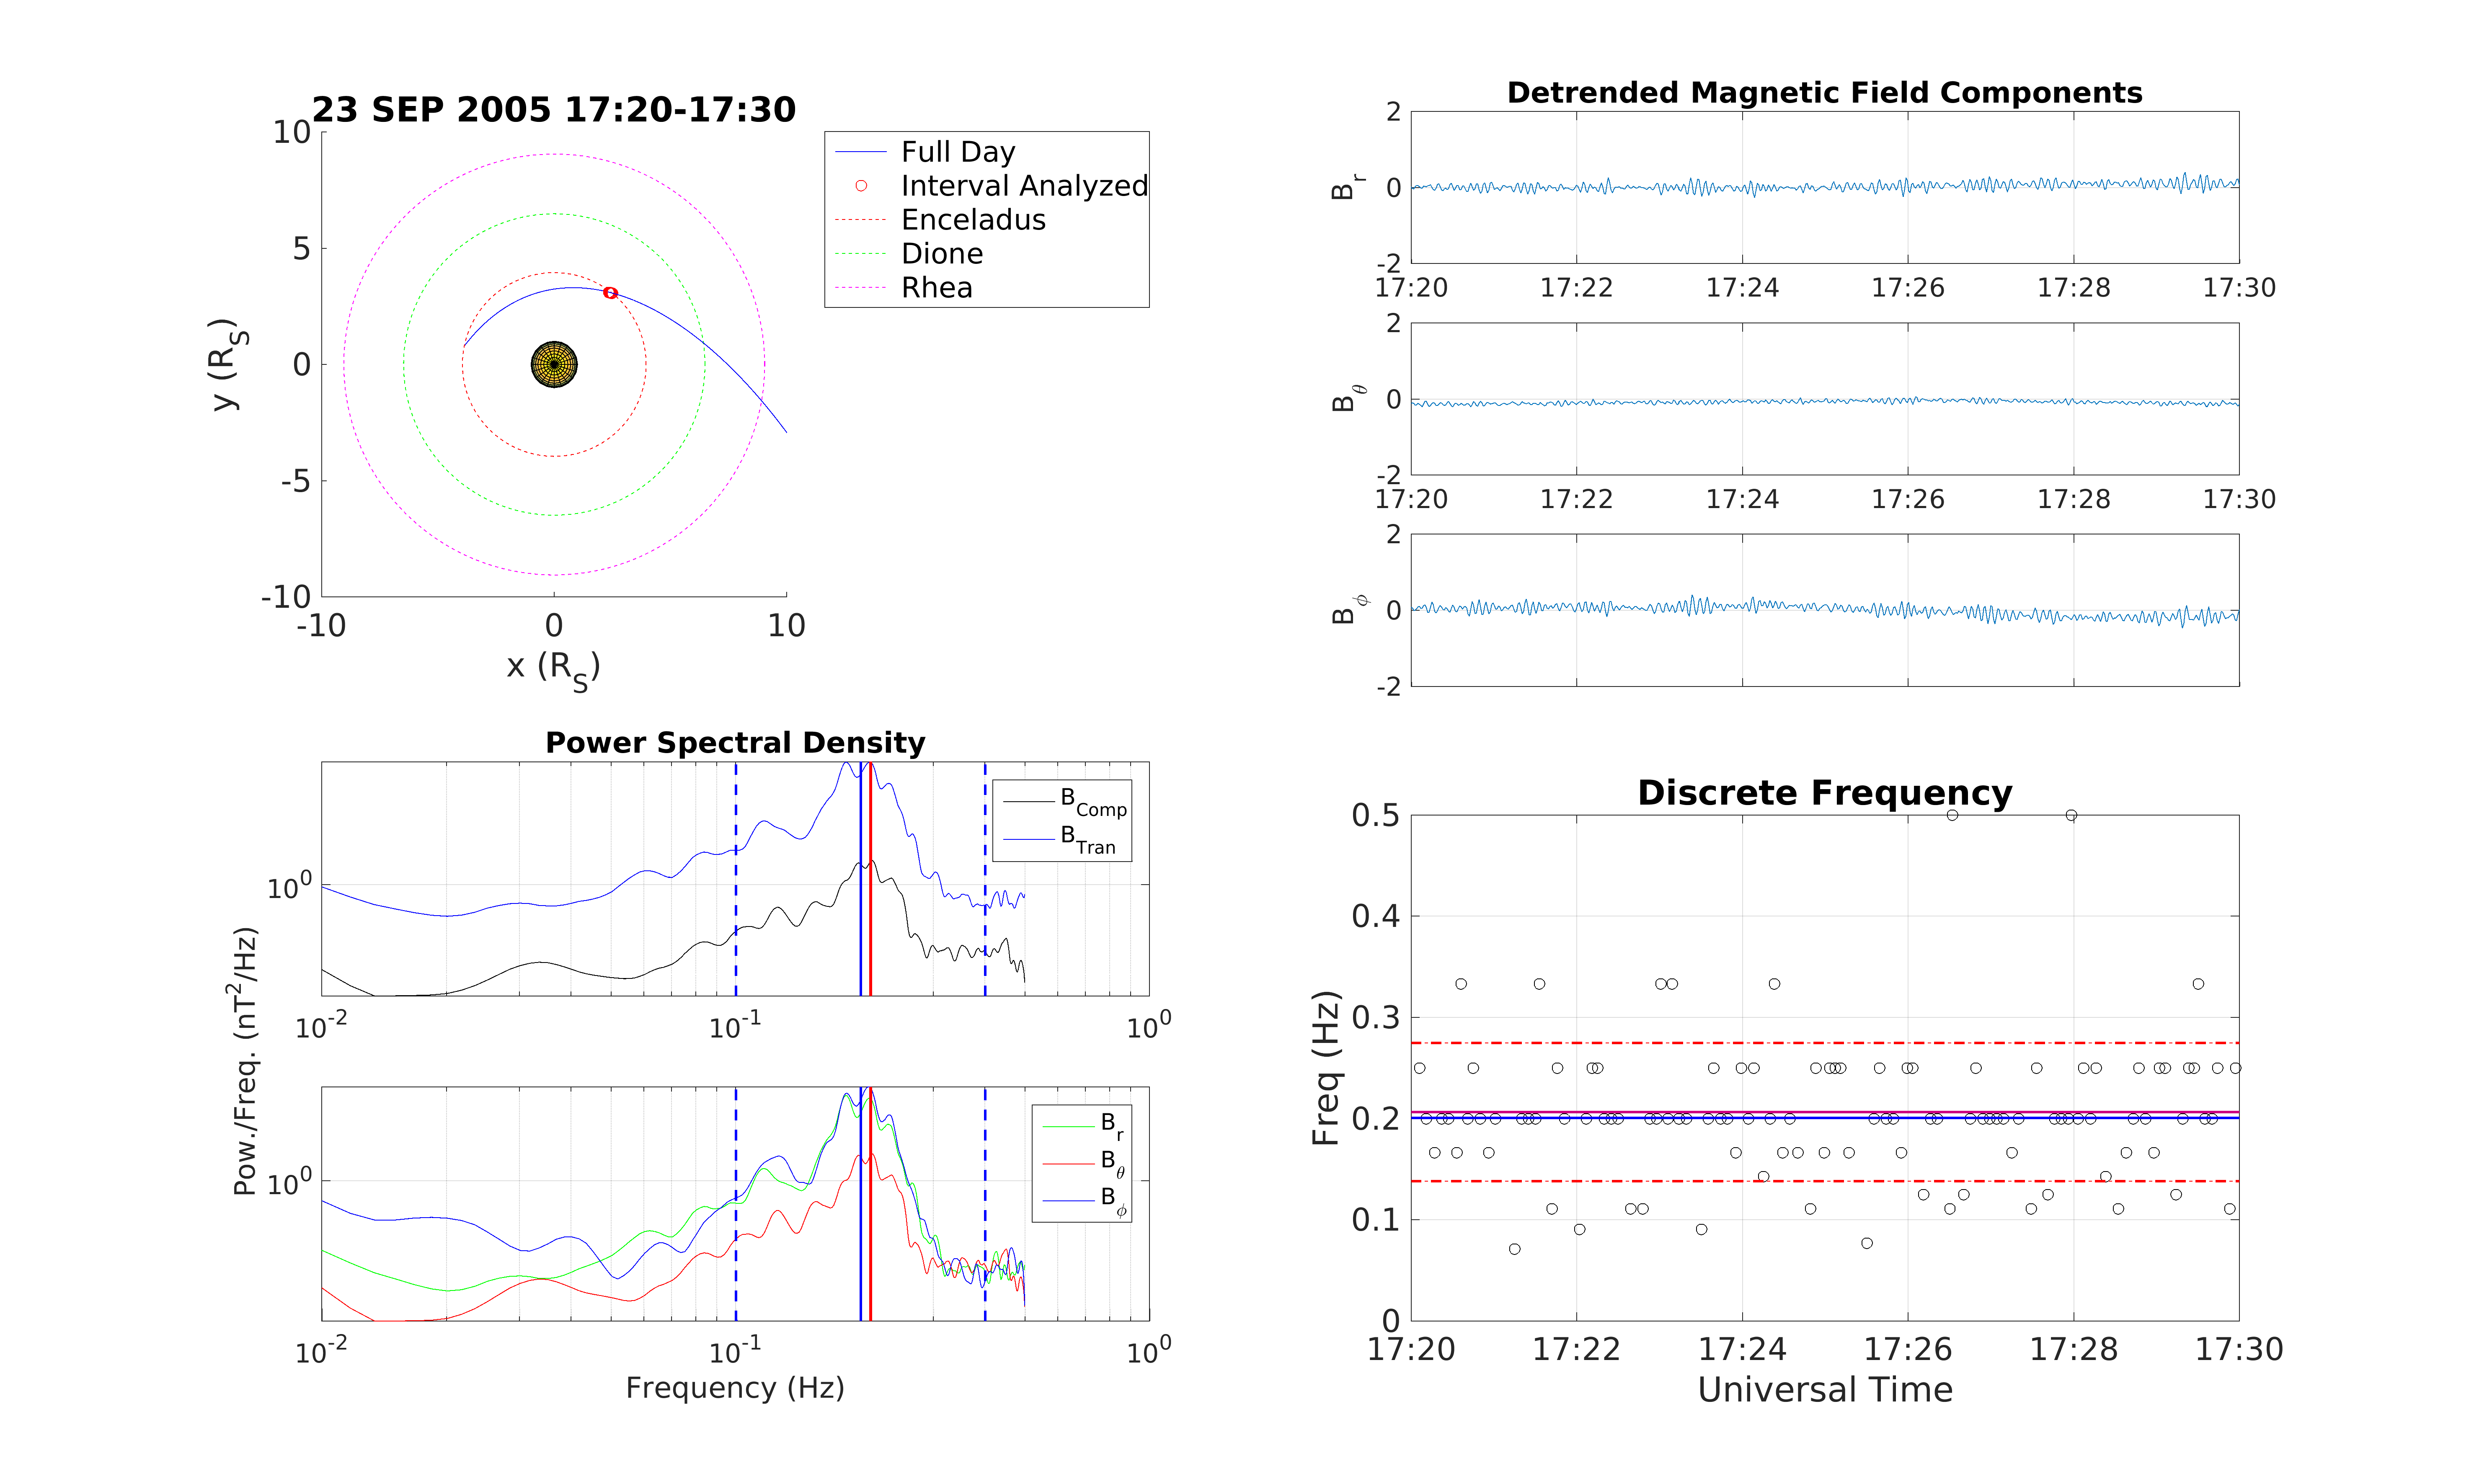 23 SEP 2005 17:20-17:30
10
5
0
-5
-10
-10 0 10
y (R_S)
x (R_S)
Full Day
Interval Analyzed
Enceladus
Dione
Rhea
Detrended Magnetic Field Components
2
0
-2
B_r
17:20 17:22 17:24 17:26 17:28 17:30
2
0
-2
B_θ
17:20 17:22 17:24 17:26 17:28 17:30
2
0
-2
B_ϕ
Power Spectral Density
10^0
B_Comp
B_Tran
10^-2 10^-1 10^0
Pow./Freq. (nT^2/Hz)
10^0
B_r
B_θ
B_ϕ
10^-2 10^-1 10^0
Frequency (Hz)
Discrete Frequency
0.5
0.4
0.3
0.2
0.1
0
Freq (Hz)
17:20 17:22 17:24 17:26 17:28 17:30
Universal Time